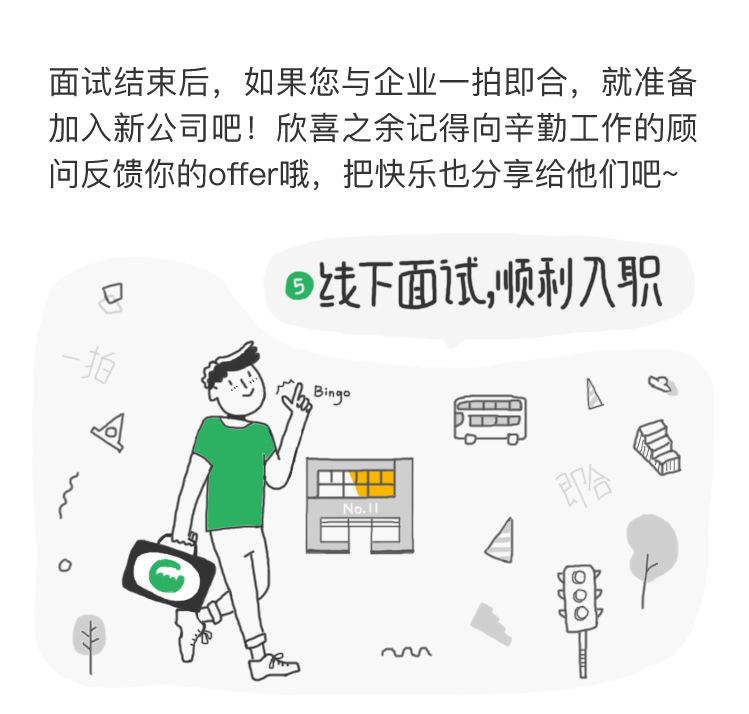 面试结束后，如果您与企业一拍即合，就准备
加入新公司吧！欣喜之余记得向辛勤工作的顾
问反馈你的offer哦，把快乐也分享给他们吧~
5 线下面试,顺利入职
一拍
Bingo
即合
No.11